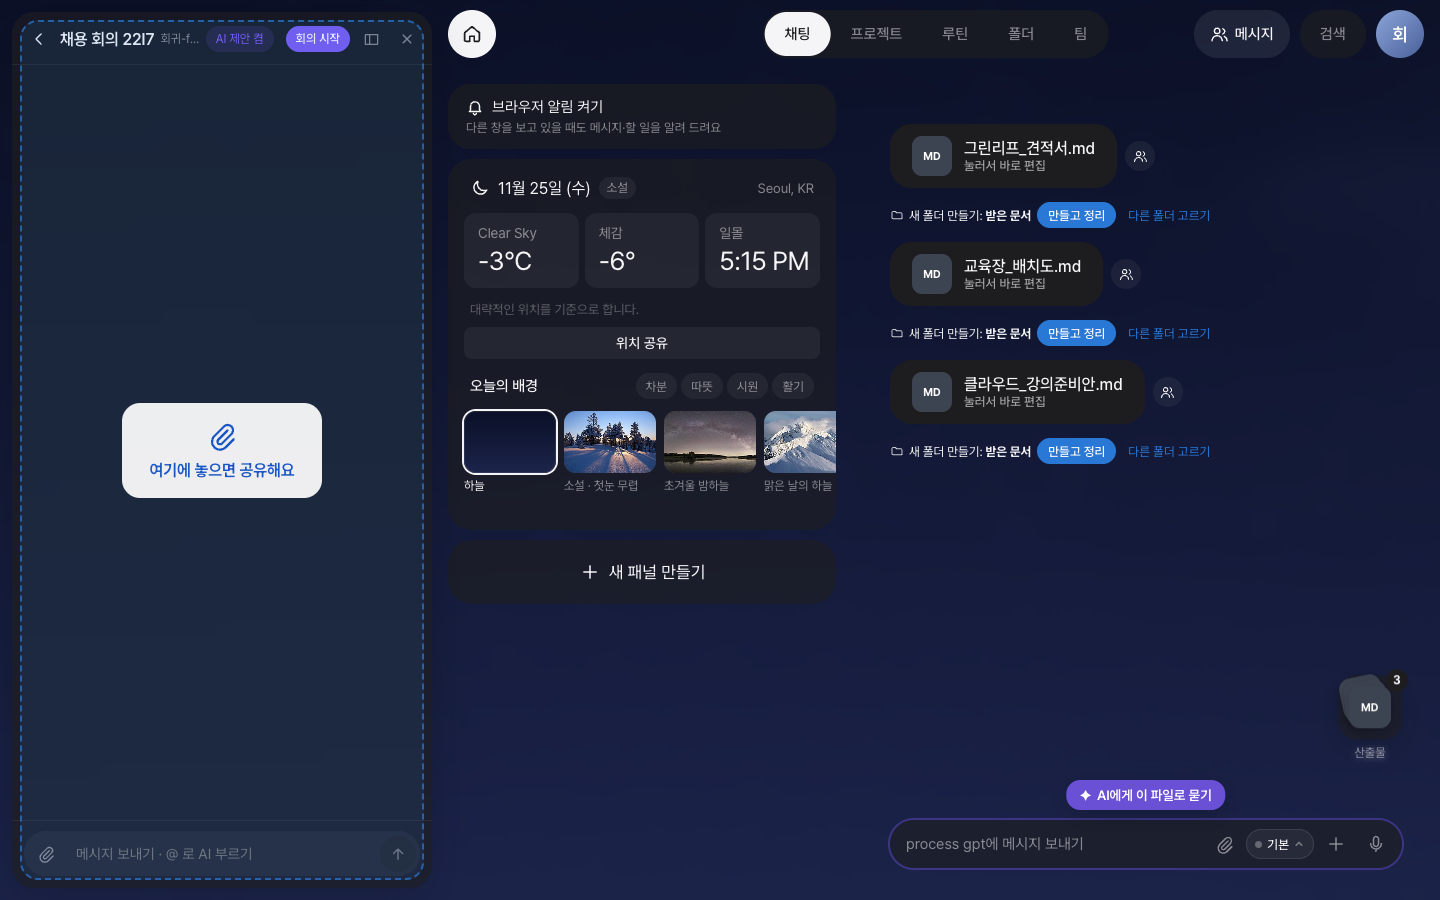 채용 회의 22I7 회귀-f... AI 제안 컴 회의 시작
여기에 놓으면 공유해요
메시지 보내기 · @ 로 AI 부르기
채팅 프로젝트 루틴 폴더 팀
메시지 검색 회
브라우저 알림 켜기
다른 창을 보고 있을 때도 메시지·할 일을 알려 드려요
11월 25일 (수) 소설 Seoul, KR
Clear Sky 체감 일몰
-3°C -6° 5:15 PM
대략적인 위치를 기준으로 합니다.
위치 공유
오늘의 배경 차분 따뜻 시원 활기
하늘 소설 · 첫눈 무렵 초겨울 밤하늘 맑은 날의 하늘
새 패널 만들기
MD 그린리프_견적서.md
눌러서 바로 편집
새 폴더 만들기: 받은 문서 만들고 정리 다른 폴더 고르기
MD 교육장_배치도.md
눌러서 바로 편집
새 폴더 만들기: 받은 문서 만들고 정리 다른 폴더 고르기
MD 클라우드_강의준비안.md
눌러서 바로 편집
새 폴더 만들기: 받은 문서 만들고 정리 다른 폴더 고르기
3
MD
산출물
AI에게 이 파일로 묻기
process gpt에 메시지 보내기 기본